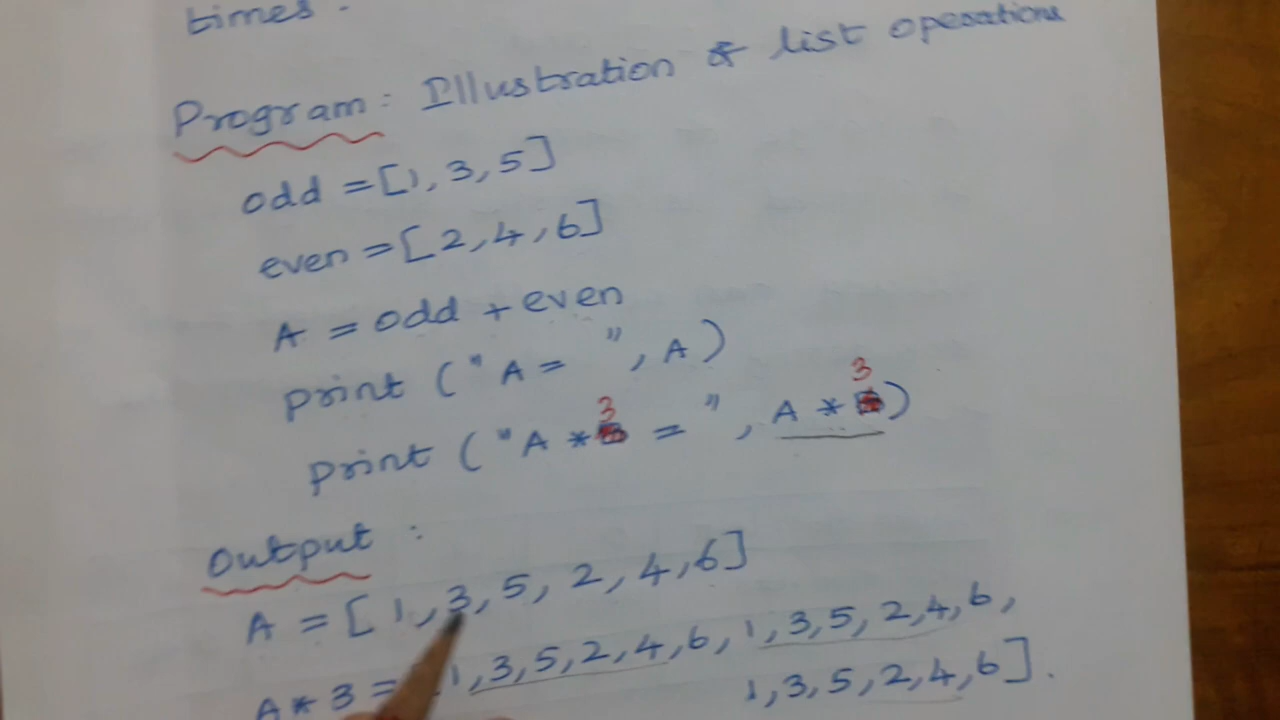 times.
Program: Illustration of list operations
odd = [1, 3, 5]
even = [2, 4, 6]
A = odd + even
print ("A = ", A)
print ("A * 3 = ", A * 3)
Output :
A = [1, 3, 5, 2, 4, 6]
A * 3 = [1, 3, 5, 2, 4, 6, 1, 3, 5, 2, 4, 6,
1, 3, 5, 2, 4, 6].